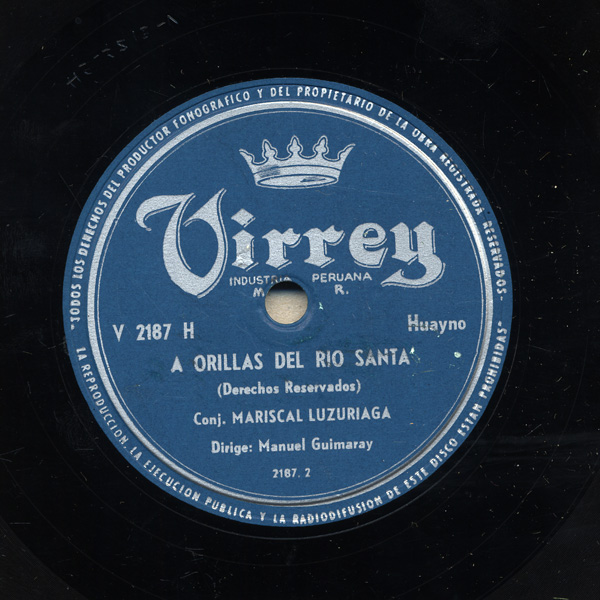 "TODOS LOS DERECHOS DEL PRODUCTOR FONOGRAFICO Y DEL PROPIETARIO DE LA OBRA REGISTRADA RESERVADOS-
Virrey
INDUSTRIA PERUANA
M R.
V 2187 H
Huayno
A ORILLAS DEL RIO SANTA
(Derechos Reservados)
Conj. MARISCAL LUZURIAGA
Dirige: Manuel Guimaray
2187. 2
LA REPRODUCCION, LA EJECUCION PUBLICA Y LA RADIODIFUSION DE ESTE DISCO ESTAN PROHIBIDAS"